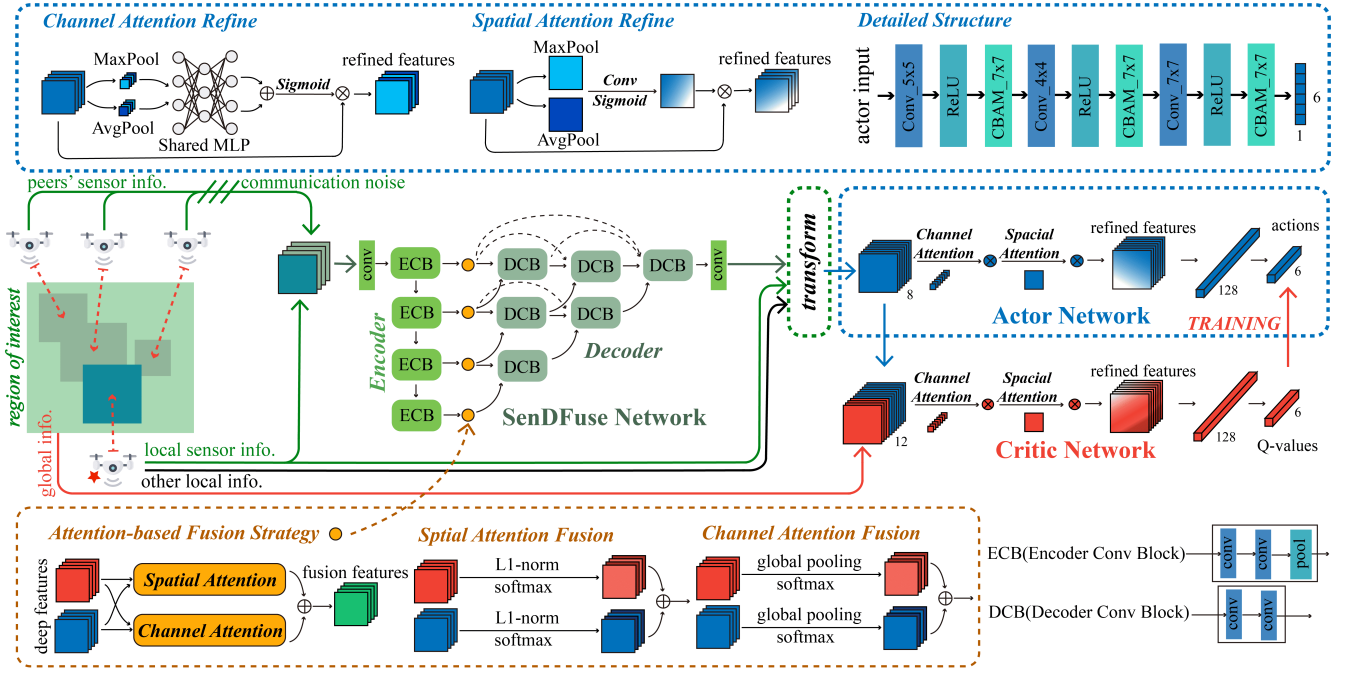 Channel Attention Refine
MaxPool
AvgPool
Shared MLP
Sigmoid
refined features
Spatial Attention Refine
MaxPool
AvgPool
Conv
Sigmoid
refined features
Detailed Structure
actor input
Conv_5x5
ReLU
CBAM_7x7
Conv_4x4
ReLU
CBAM_7x7
Conv_7x7
ReLU
CBAM_7x7
6
1
peers' sensor info.
communication noise
region of interest
global info.
local sensor info.
other local info.
conv
ECB
ECB
ECB
ECB
Encoder
DCB
DCB
DCB
DCB
DCB
DCB
Decoder
conv
SenDFuse Network
transform
8
Channel
Attention
Spacial
Attention
refined features
128
actions
6
Actor Network
TRAINING
12
Channel
Attention
Spacial
Attention
refined features
128
6
Q-values
Critic Network
Attention-based Fusion Strategy
deep features
Spatial Attention
Channel Attention
fusion features
Sptial Attention Fusion
L1-norm
softmax
L1-norm
softmax
Channel Attention Fusion
global pooling
softmax
global pooling
softmax
ECB(Encoder Conv Block)
conv
conv
pool
DCB(Decoder Conv Block)
conv
conv